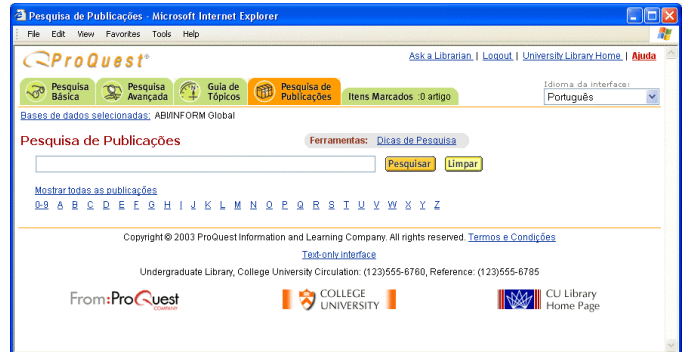 Pesquisa de Publicações - Microsoft Internet Explorer
File Edit View Favorites Tools Help
ProQuest®
Ask a Librarian | Logout | University Library Home | Ajuda
Pesquisa Básica
Pesquisa Avançada
Guia de Tópicos
Pesquisa de Publicações
Itens Marcados :0 artigo
Idioma da interface:
Português
Bases de dados selecionadas: ABI/INFORM Global
Pesquisa de Publicações
Ferramentas: Dicas de Pesquisa
Pesquisar Limpar
Mostrar todas as publicações
0-9 A B C D E F G H I J K L M N O P Q R S T U V W X Y Z
Copyright © 2003 ProQuest Information and Learning Company. All rights reserved. Termos e Condições
Text-only interface
Undergraduate Library, College University Circulation: (123)555-6760, Reference: (123)555-6785
From:ProQuest COMPANY
COLLEGE UNIVERSITY
CU Library Home Page